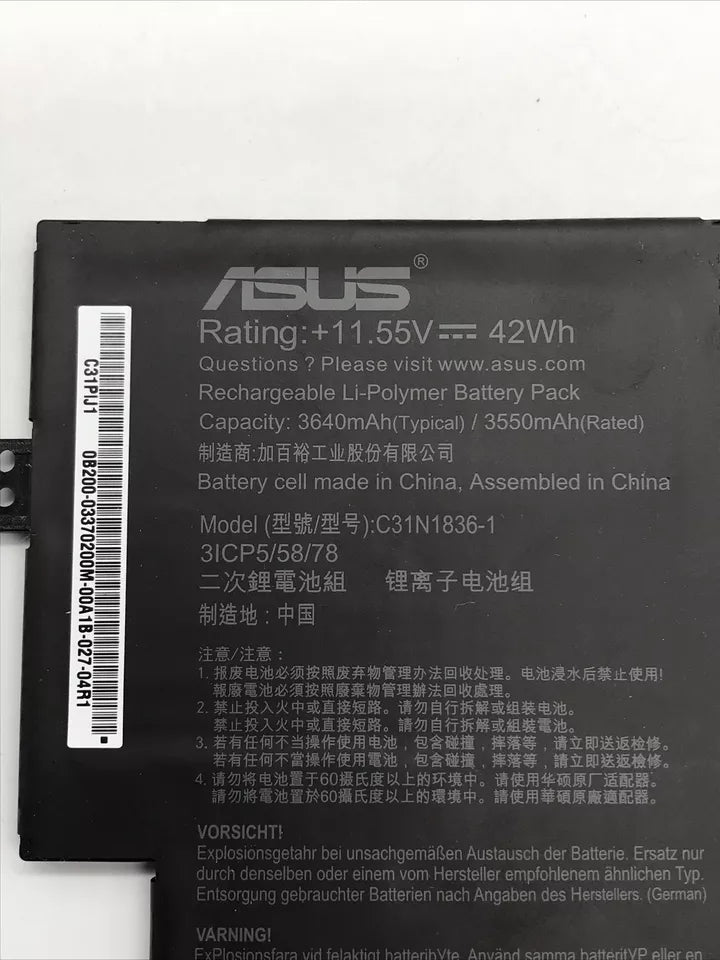 ASUS®
Rating:+11.55V⎓ 42Wh
Questions ? Please visit www.asus.com
Rechargeable Li-Polymer Battery Pack
Capacity: 3640mAh(Typical) / 3550mAh(Rated)
制造商:加百裕工业股份有限公司
Battery cell made in China, Assembled in China
Model (型號/型号):C31N1836-1
3ICP5/58/78
二次鋰電池組 锂离子电池组
制造地 : 中国
注意/注意 :
1. 报废电池必须按照废弃物管理办法回收处理。电池浸水后禁止使用!
報廢電池必須按照廢棄物管理辦法回收處理。
2. 禁止投入火中或直接短路。请勿自行拆解或组装电池。
禁止投入火中或直接短路。請勿自行拆解或組裝電池。
3. 若有任何不当操作使用电池，包含碰撞，摔落等，请立即送返检修。
若有任何不當操作使用電池，包含碰撞，摔落等，請立即送返檢修。
4. 请勿将电池置于60摄氏度以上的环境中。请使用华硕原厂适配器。
請勿將電池置於60攝氏度以上的環境中。請使用華碩原廠適配器。
VORSICHT!
Explosionsgetahr bei unsachgemäßen Austausch der Batterie. Ersatz nur
durch denselben oder einem vom Hersteller empfohlenem ähnlichen Typ.
Entsorgung gebrauchter Batterien nach Angaben des Herstellers. (German)
VARNING!
ExPlosionsfara vid felaktigt batteribYte. Använd samma batteritYP eller en
C31PIJ1 0B200-03370200M-00A1B-027-04R1